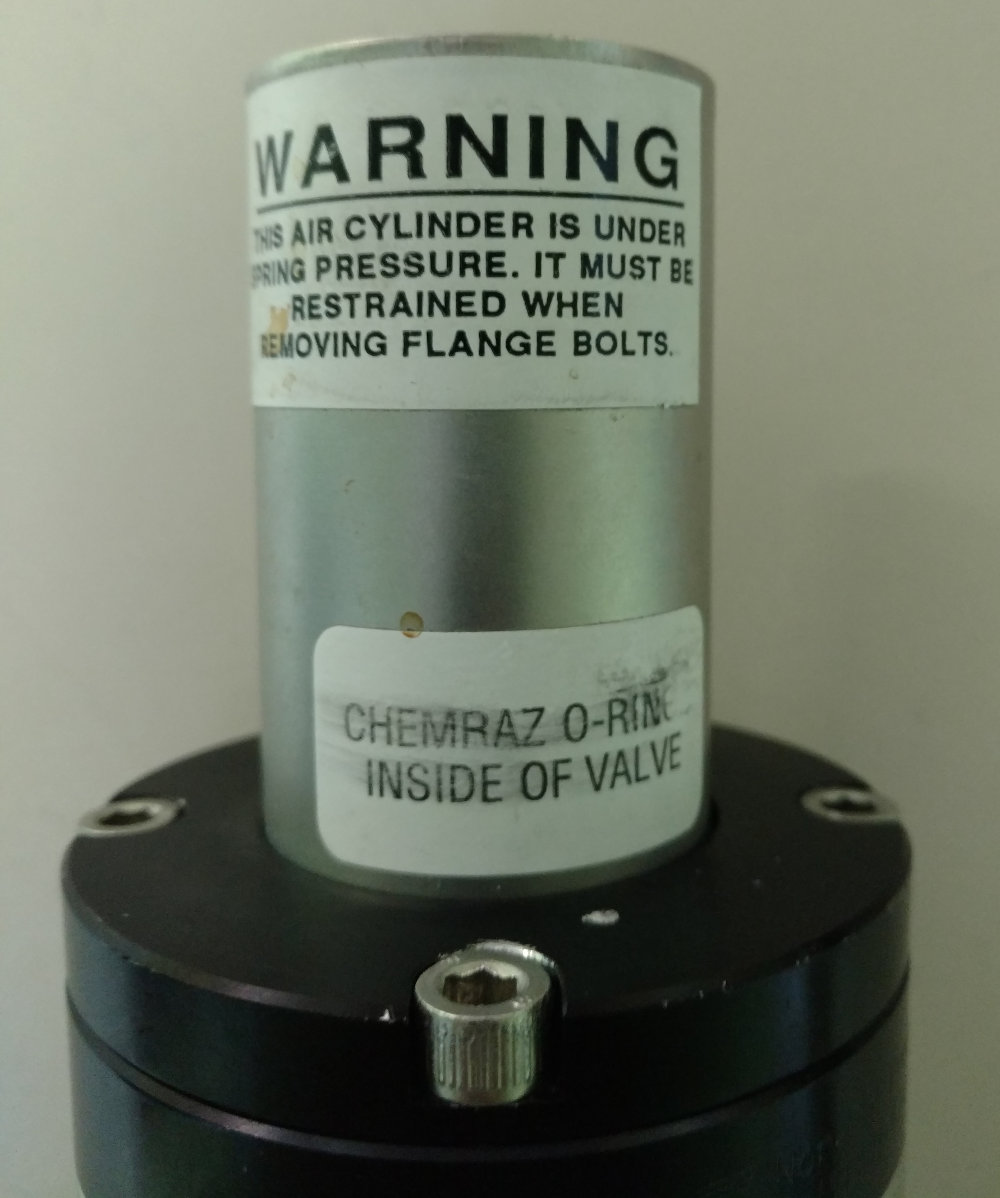 WARNING
THIS AIR CYLINDER IS UNDER
SPRING PRESSURE. IT MUST BE
RESTRAINED WHEN
REMOVING FLANGE BOLTS.
CHEMRAZ O-RING
INSIDE OF VALVE